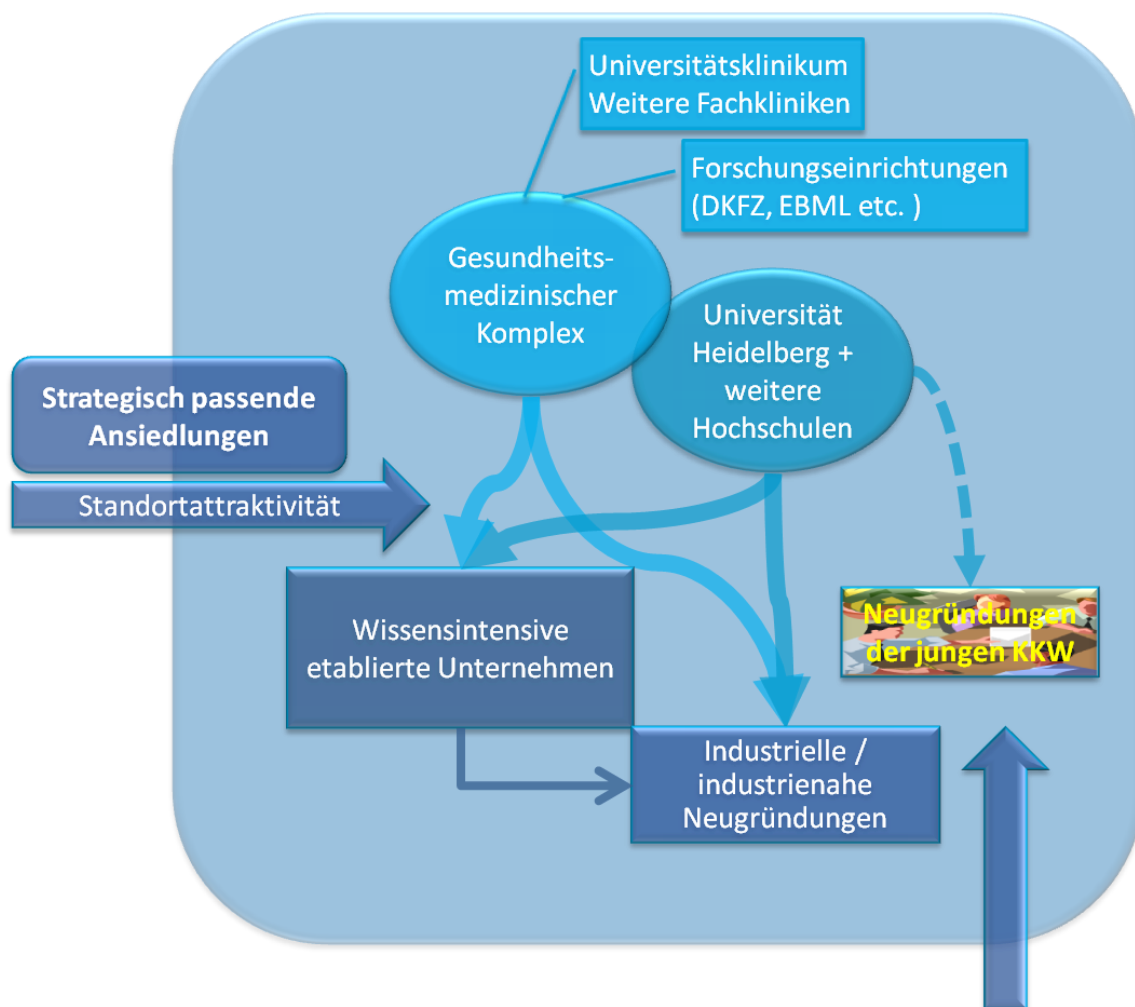 Universitätsklinikum
Weitere Fachkliniken
Forschungseinrichtungen
(DKFZ, EBML etc. )
Gesundheits-
medizinischer
Komplex
Universität
Heidelberg +
weitere
Hochschulen
Strategisch passende
Ansiedlungen
Standortattraktivität
Wissensintensive
etablierte Unternehmen
Neugründungen
der jungen KKW
Industrielle /
industrienahe
Neugründungen